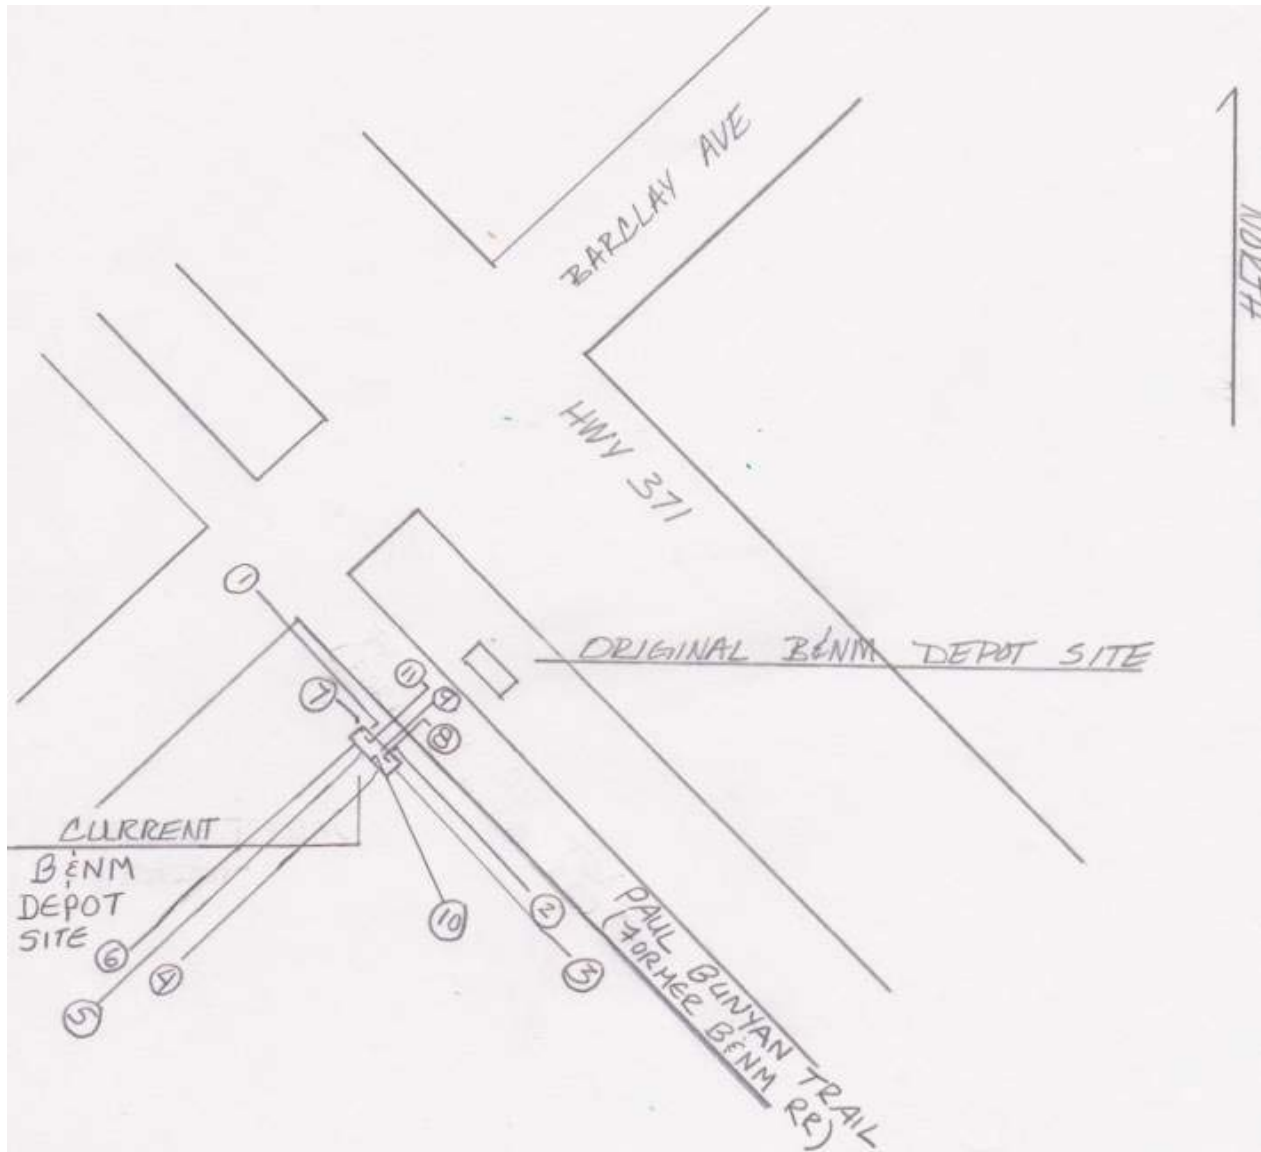 BARCLAY AVE
NORTH
HWY 371
1
ORIGINAL B&NM DEPOT SITE
11
9
7
8
CURRENT
B&NM
DEPOT
SITE
2
10
6
4
3
5
PAUL BUNYAN TRAIL
(FORMER B&NM RR)